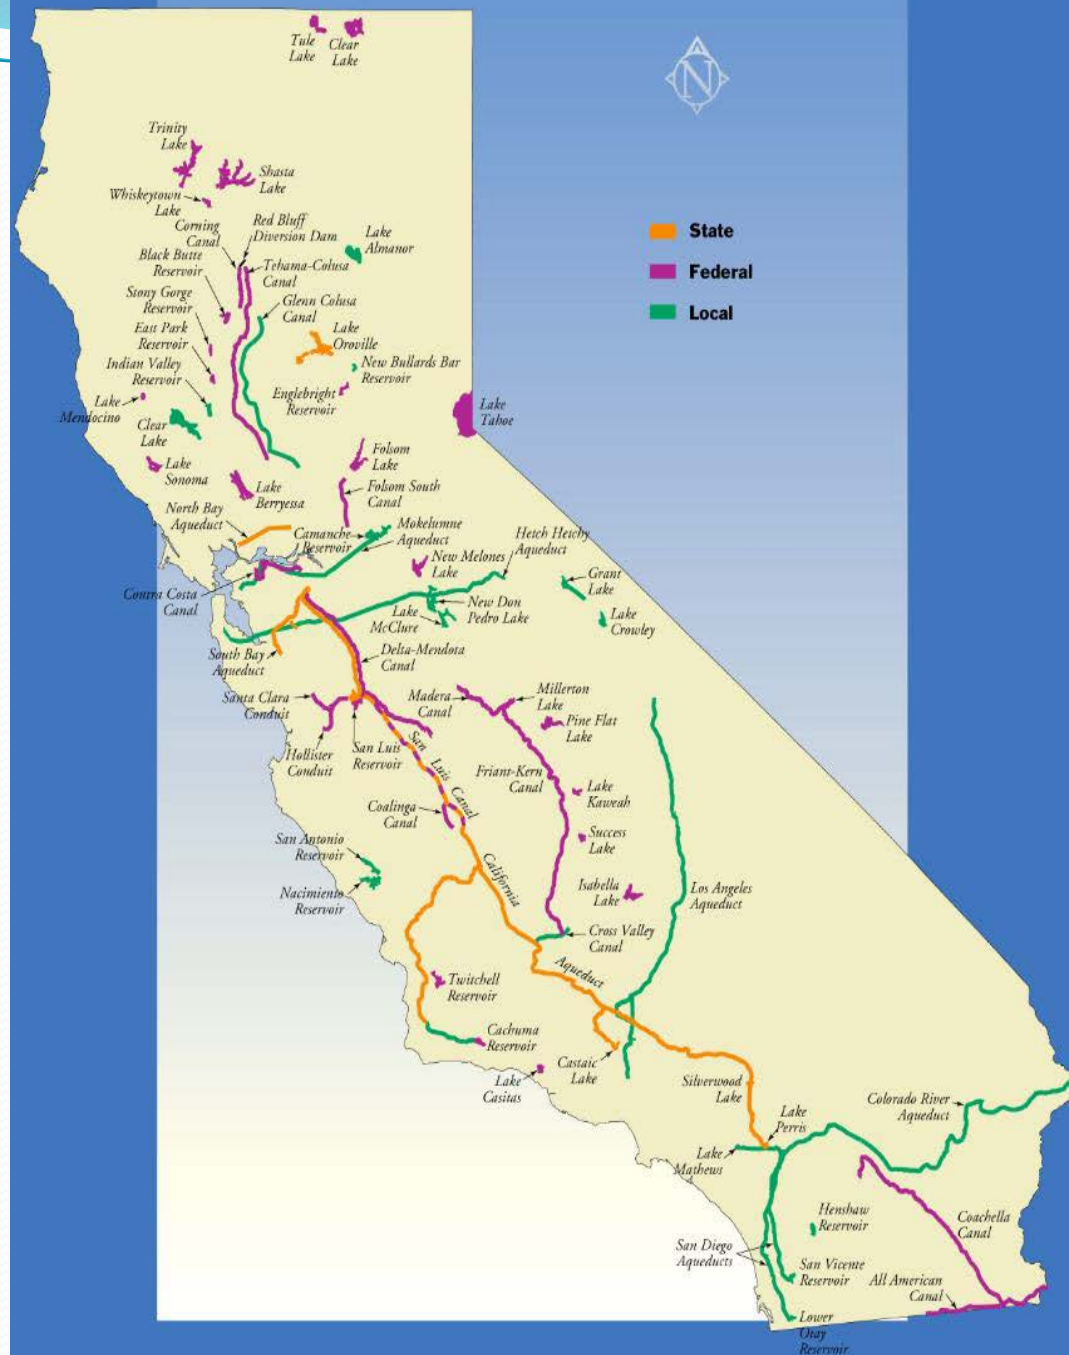 Tule
Lake
Clear
Lake
N
Trinity
Lake
Shasta
Lake
Whiskeytown
Lake
Corning
Canal
Red Bluff
Diversion Dam
Lake
Almanor
State
Federal
Local
Black Butte
Reservoir
Tehama-Colusa
Canal
Stony Gorge
Reservoir
Glenn Colusa
Canal
East Park
Reservoir
Lake
Oroville
Indian Valley
Reservoir
New Bullards Bar
Reservoir
Englebright
Reservoir
Lake
Mendocino
Lake
Tahoe
Clear
Lake
Folsom
Lake
Lake
Sonoma
Lake
Berryessa
Folsom South
Canal
North Bay
Aqueduct
Camanche
Reservoir
Mokelumne
Aqueduct
Hetch Hetchy
Aqueduct
New Melones
Lake
Grant
Lake
Contra Costa
Canal
New Don
Pedro Lake
Lake
McClure
Lake
Crowley
South Bay
Aqueduct
Delta-Mendota
Canal
Santa Clara
Conduit
Madera
Canal
Millerton
Lake
Pine Flat
Lake
Hollister
Conduit
San Luis
Reservoir
San Luis Canal
Friant-Kern
Canal
Lake
Kaweah
Coalinga
Canal
Success
Lake
San Antonio
Reservoir
Nacimiento
Reservoir
California Aqueduct
Isabella
Lake
Los Angeles
Aqueduct
Cross Valley
Canal
Twitchell
Reservoir
Cachuma
Reservoir
Castaic
Lake
Lake
Casitas
Silverwood
Lake
Lake
Perris
Colorado River
Aqueduct
Lake
Mathews
Henshaw
Reservoir
Coachella
Canal
San Diego
Aqueducts
San Vicente
Reservoir
All American
Canal
Lower
Otay
Reservoir